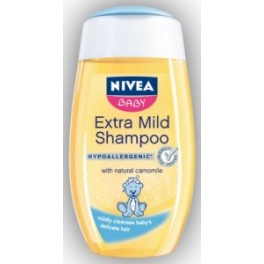 NIVEA
BABY
Extra Mild
Shampoo
HYPOALLERGENIC*
with natural camomile
mildly cleanses baby's
delicate hair